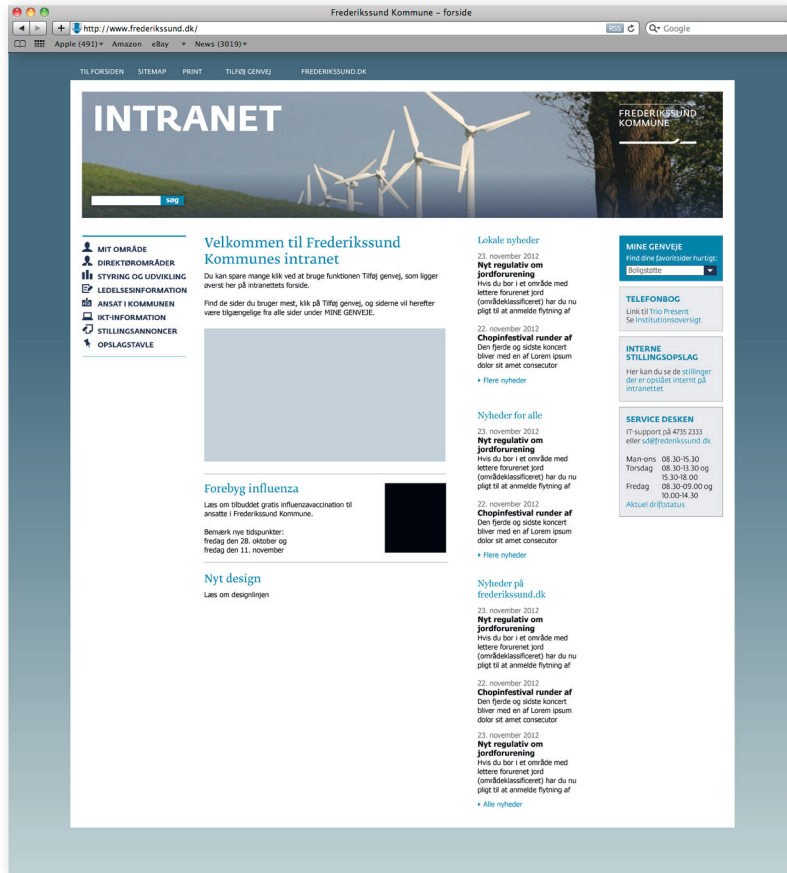 Frederikssund Kommune – forside
http://www.frederikssund.dk/
RSS
Google
Apple (491)
Amazon
eBay
News (3019)
TIL FORSIDEN
SITEMAP
PRINT
TILFØJ GENVEJ
FREDERIKSSUND.DK
INTRANET
FREDERIKSSUND
KOMMUNE
søg
MIT OMRÅDE
DIREKTØROMRÅDER
STYRING OG UDVIKLING
LEDELSESINFORMATION
ANSAT I KOMMUNEN
IKT-INFORMATION
STILLINGSANNONCER
OPSLAGSTAVLE
Velkommen til Frederikssund
Kommunes intranet
Du kan spare mange klik ved at bruge funktionen Tilføj genvej, som ligger
øverst her på intranettets forside.
Find de sider du bruger mest, klik på Tilføj genvej, og siderne vil herefter
være tilgængelige fra alle sider under MINE GENVEJE.
Forebyg influenza
Læs om tilbuddet gratis influenzavaccination til
ansatte i Frederikssund Kommune.
Bemærk nye tidspunkter:
fredag den 28. oktober og
fredag den 11. november
Nyt design
Læs om designlinjen
Lokale nyheder
23. november 2012
Nyt regulativ om
jordforurening
Hvis du bor i et område med
lettere forurenet jord
(områdeklassificeret) har du nu
pligt til at anmelde flytning af
22. november 2012
Chopinfestival runder af
Den fjerde og sidste koncert
bliver med en af Lorem ipsum
dolor sit amet consecutor
Flere nyheder
Nyheder for alle
23. november 2012
Nyt regulativ om
jordforurening
Hvis du bor i et område med
lettere forurenet jord
(områdeklassificeret) har du nu
pligt til at anmelde flytning af
22. november 2012
Chopinfestival runder af
Den fjerde og sidste koncert
bliver med en af Lorem ipsum
dolor sit amet consecutor
Flere nyheder
Nyheder på
frederikssund.dk
23. november 2012
Nyt regulativ om
jordforurening
Hvis du bor i et område med
lettere forurenet jord
(områdeklassificeret) har du nu
pligt til at anmelde flytning af
22. november 2012
Chopinfestival runder af
Den fjerde og sidste koncert
bliver med en af Lorem ipsum
dolor sit amet consecutor
23. november 2012
Nyt regulativ om
jordforurening
Hvis du bor i et område med
lettere forurenet jord
(områdeklassificeret) har du nu
pligt til at anmelde flytning af
Alle nyheder
MINE GENVEJE
Find dine favoritsider hurtigt:
Boligstøtte
TELEFONBOG
Link til Trio Present
Se Institutionsoversigt
INTERNE
STILLINGSOPSLAG
Her kan du se de stillinger
der er opslået internt på
intranettet
SERVICE DESKEN
IT-support på 4735 2333
eller sd@frederikssund.dk
Man-ons 08.30-15.30
Torsdag 08.30-13.30 og
15.30-18.00
Fredag 08.30-09.00 og
10.00-14.30
Aktuel driftstatus